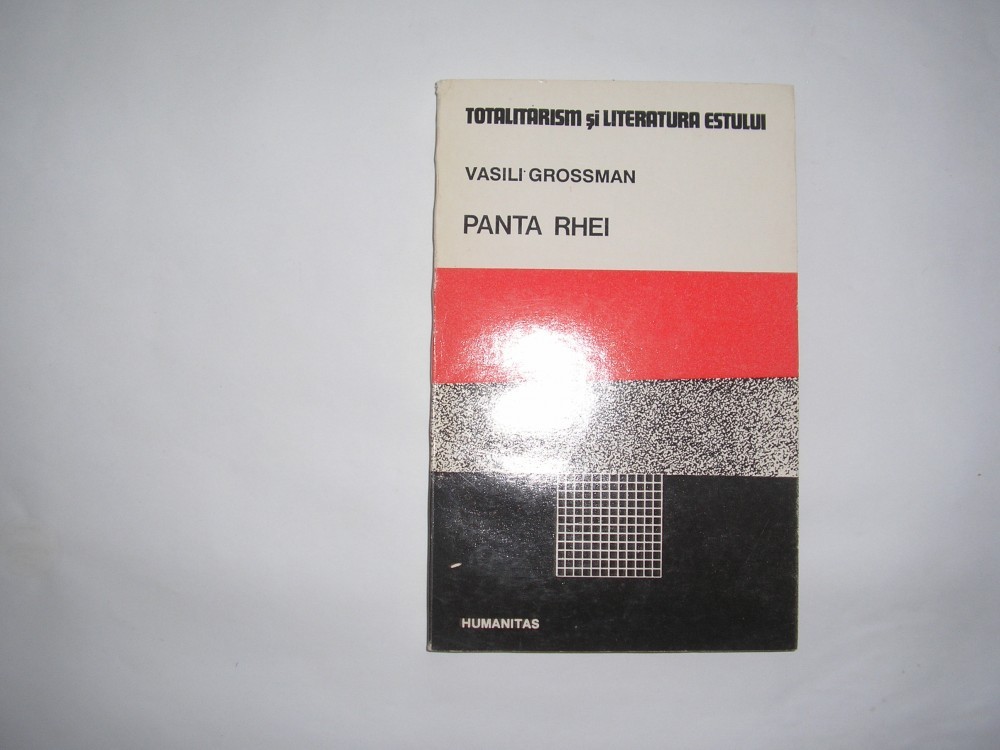 TOTALITARISM şi LITERATURA ESTULUI
VASILI GROSSMAN
PANTA RHEI
HUMANITAS